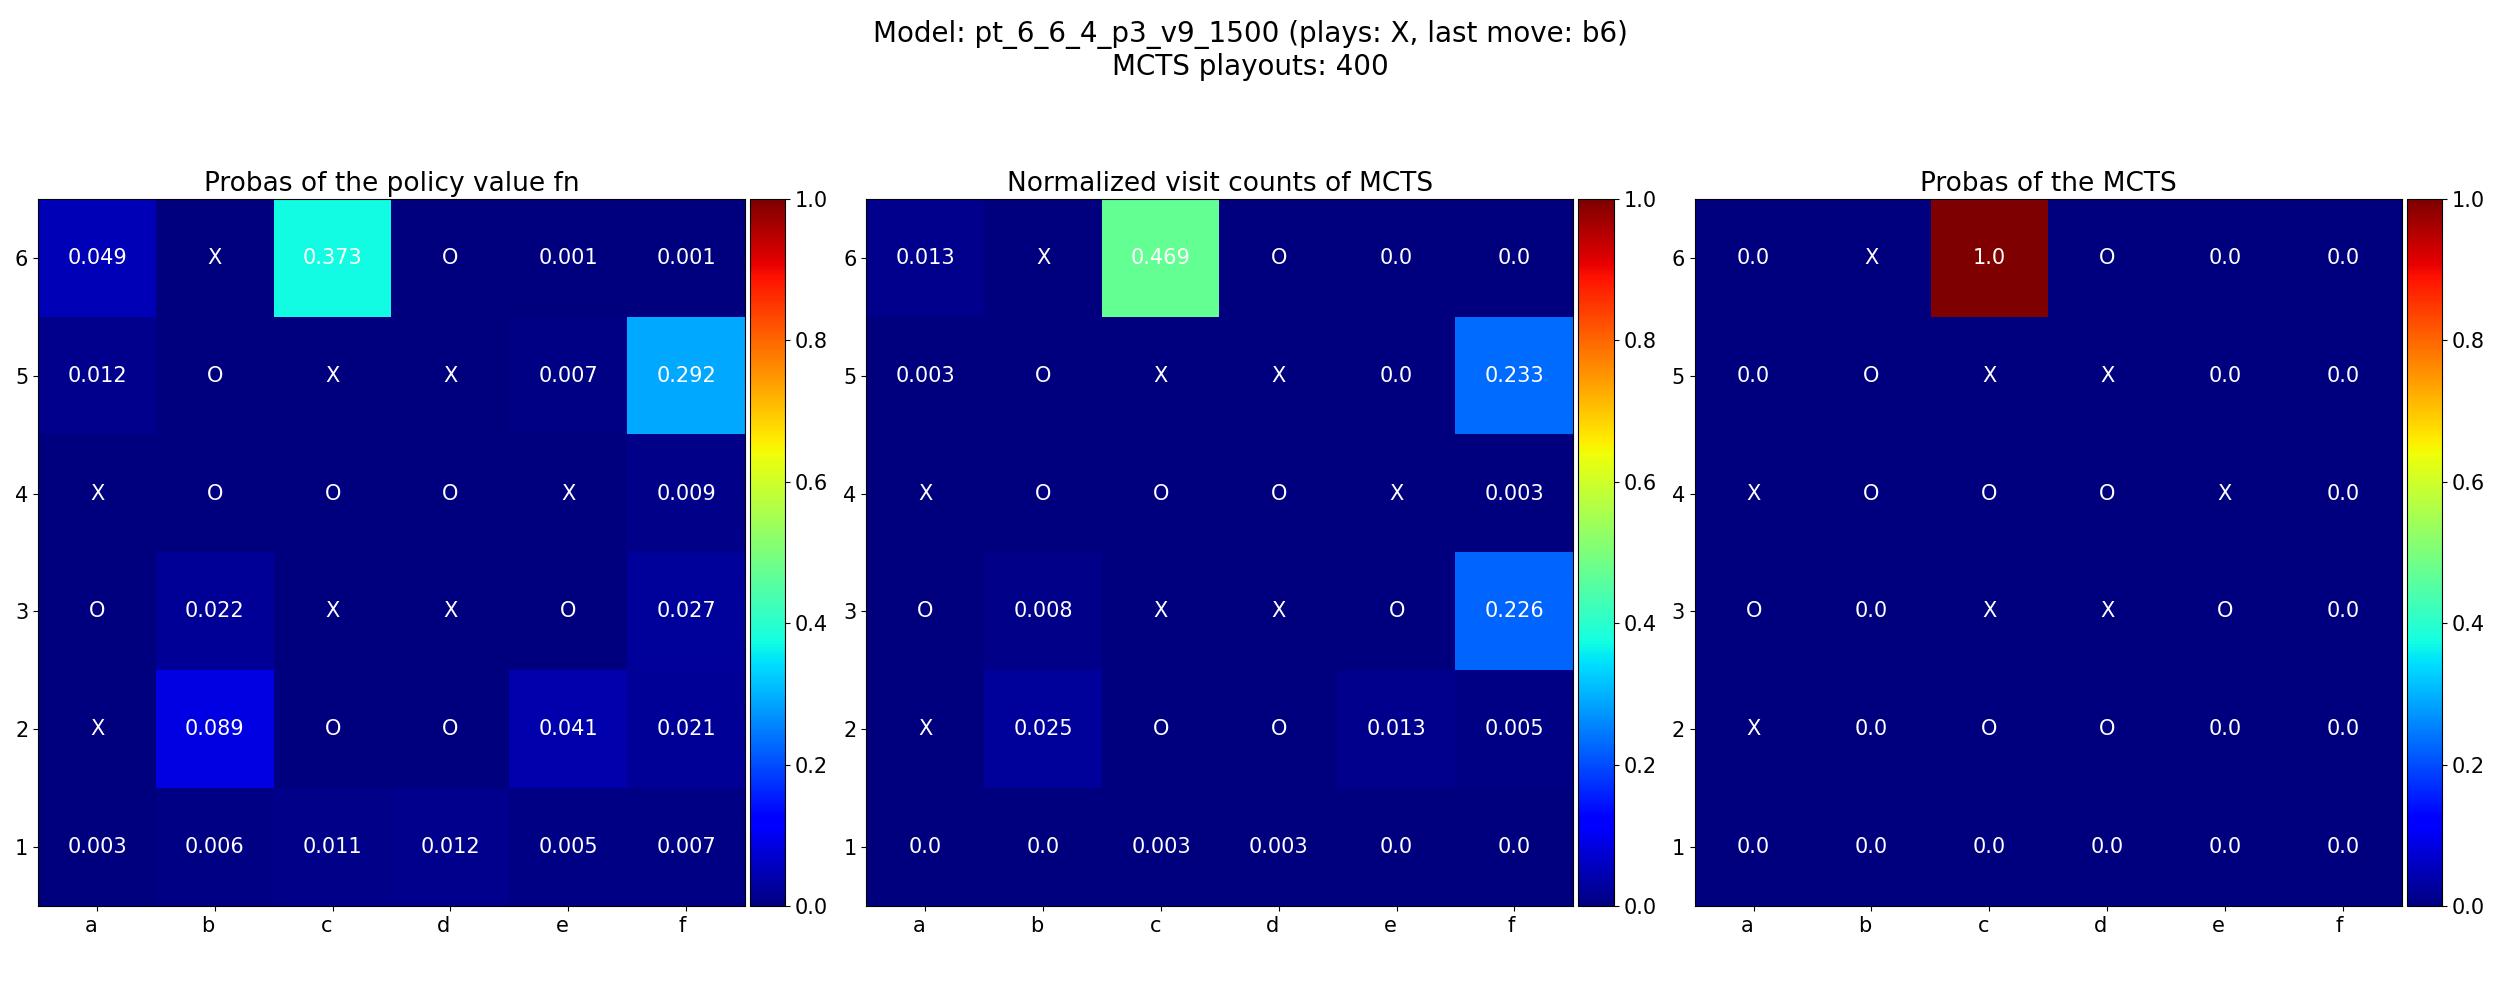 Model: pt_6_6_4_p3_v9_1500 (plays: X, last move: b6)
MCTS playouts: 400
Probas of the policy value fn
6 0.049 X 0.373 O 0.001 0.001
5 0.012 O X X 0.007 0.292
4 X O O O X 0.009
3 O 0.022 X X O 0.027
2 X 0.089 O O 0.041 0.021
1 0.003 0.006 0.011 0.012 0.005 0.007
a b c d e f
1.0
0.8
0.6
0.4
0.2
0.0
Normalized visit counts of MCTS
6 0.013 X 0.469 O 0.0 0.0
5 0.003 O X X 0.0 0.233
4 X O O O X 0.003
3 O 0.008 X X O 0.226
2 X 0.025 O O 0.013 0.005
1 0.0 0.0 0.003 0.003 0.0 0.0
a b c d e f
1.0
0.8
0.6
0.4
0.2
0.0
Probas of the MCTS
6 0.0 X 1.0 O 0.0 0.0
5 0.0 O X X 0.0 0.0
4 X O O O X 0.0
3 O 0.0 X X O 0.0
2 X 0.0 O O 0.0 0.0
1 0.0 0.0 0.0 0.0 0.0 0.0
a b c d e f
1.0
0.8
0.6
0.4
0.2
0.0